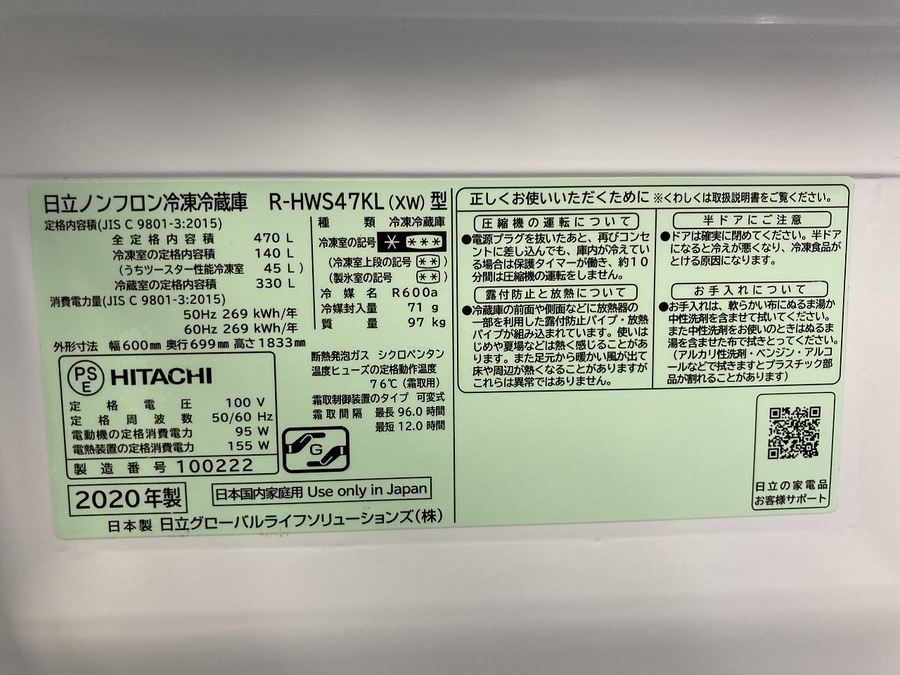 日立ノンフロン冷凍冷蔵庫 R-HWS47KL(XW) 型
定格内容積(JIS C 9801-3:2015)
全定格内容積 470 L
冷凍室の定格内容積 140 L
(うちツースター性能冷凍室 45 L)
冷蔵室の定格内容積 330 L
消費電力量(JIS C 9801-3:2015)
50Hz 269 kWh/年
60Hz 269 kWh/年
外形寸法 幅600mm 奥行699mm 高さ1833mm
種類 冷凍冷蔵庫
冷凍室の記号 * ***
(冷凍室上段の記号 **)
(製氷室の記号 **)
冷媒名 R600a
冷媒封入量 71 g
質量 97 kg
断熱発泡ガス シクロペンタン
温度ヒューズの定格動作温度
76℃(霜取用)
霜取制御装置のタイプ 可変式
霜取間隔 最長 96.0 時間
最短 12.0 時間
PSE HITACHI
定格電圧 100 V
定格周波数 50/60 Hz
電動機の定格消費電力 95 W
電熱装置の定格消費電力 155 W
製造番号 100222
G
2020年製
日本国内家庭用 Use only in Japan
日本製 日立グローバルライフソリューションズ(株)
正しくお使いいただくために ※くわしくは取扱説明書をご覧ください。
圧縮機の運転について
●電源プラグを抜いたあと、再びコンセ
ントに差し込んでも、庫内が冷えてい
る場合は保護タイマーが働き、約10
分間は圧縮機の運転をしません。
露付防止と放熱について
●冷蔵庫の前面や側面などに放熱器の
一部を利用した露付防止パイプ・放熱
パイプが組み込まれています。使いは
じめや夏場などは熱く感じることがあ
ります。また足元から暖かい風が出て
床や周辺が熱くなることがありますが
これらは異常ではありません。
半ドアにご注意
●ドアは確実に閉めてください。半ドア
になると冷えが悪くなり、冷凍食品が
とける原因になります。
お手入れについて
●お手入れは、軟らかい布にぬるま湯か
中性洗剤を含ませて拭いてください。
また中性洗剤をお使いのときはぬるま
湯を含ませた布で拭きとってください。
(アルカリ性洗剤・ベンジン・アルコ
ールなどで拭きますとプラスチック部
品が割れることがあります)
日立の家電品
お客様サポート